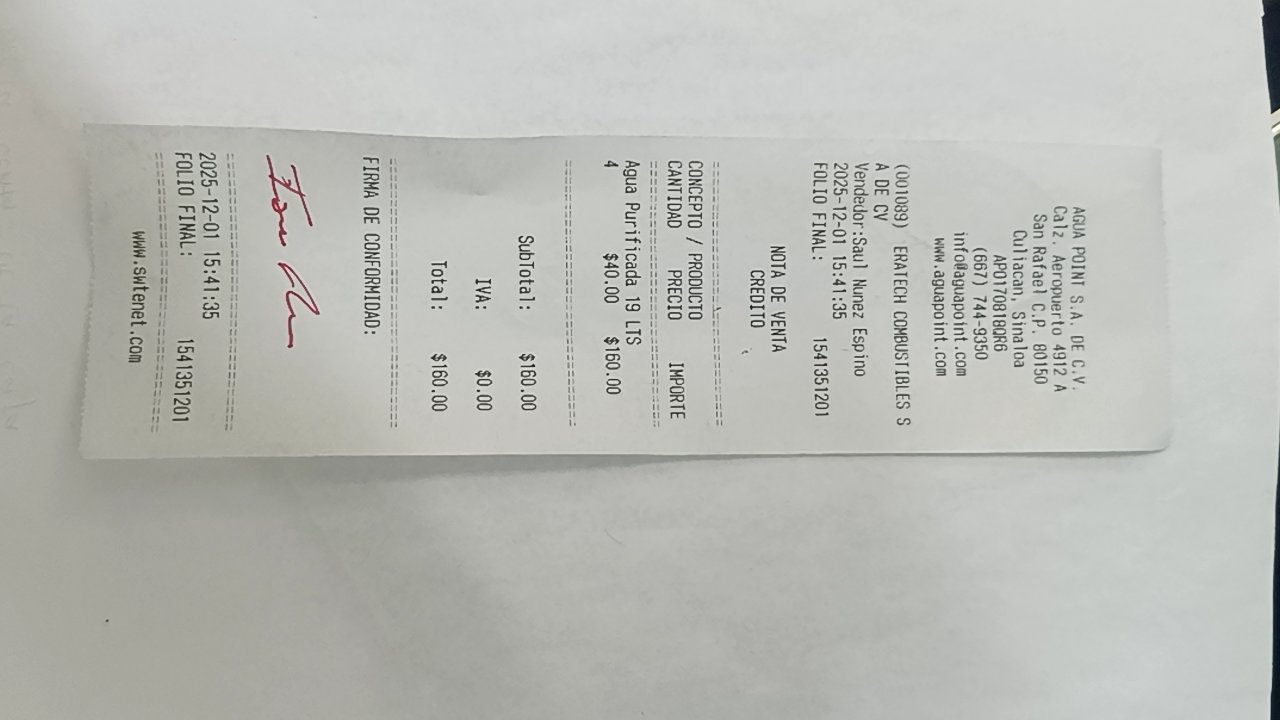 AGUA POINT S.A. DE C.V.
Calz. Aeropuerto 4912 A
San Rafael C.P. 80150
Culiacan, Sinaloa
APO170818QR6
(667) 744-9350
info@aguapoint.com
www.aguapoint.com
(001089) ERATECH COMBUSTIBLES S
A DE CV
Vendedor:Saul Nunez Espino
2025-12-01 15:41:35
FOLIO FINAL: 1541351201
NOTA DE VENTA
CREDITO
CONCEPTO / PRODUCTO
CANTIDAD PRECIO IMPORTE
Agua Purificada 19 LTS
4 $40.00 $160.00
SubTotal: $160.00
IVA: $0.00
Total: $160.00
FIRMA DE CONFORMIDAD:
2025-12-01 15:41:35
FOLIO FINAL: 1541351201
www.swtenet.com